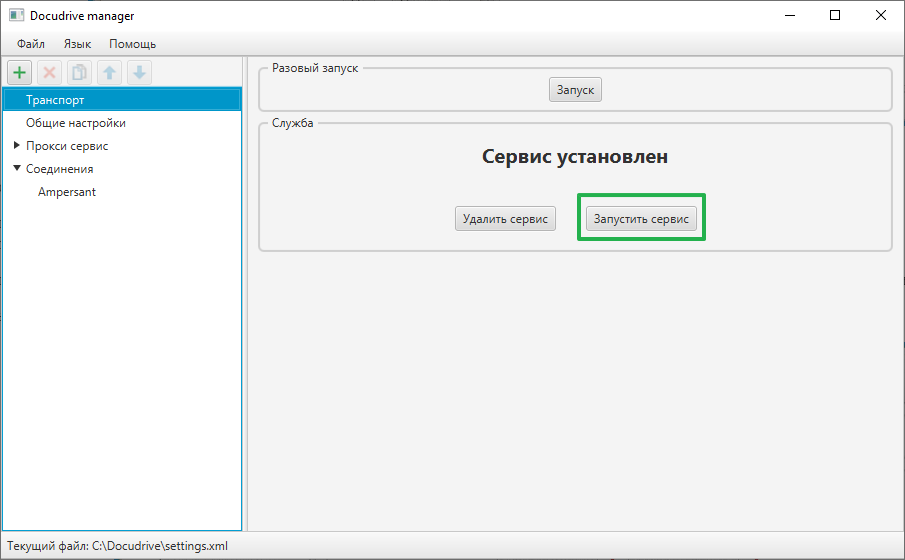 Docudrive manager
Файл Язык Помощь
Транспорт
Общие настройки
Прокси сервис
Соединения
Ampersant
Разовый запуск
Запуск
Служба
Сервис установлен
Удалить сервис Запустить сервис
Текущий файл: C:\Docudrive\settings.xml